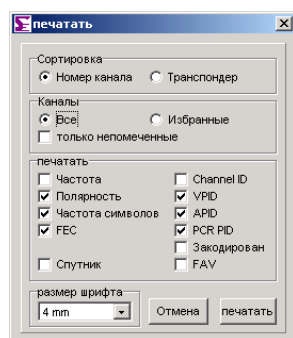 печатать
Сортировка
Номер канала Транспондер
Каналы
Все Избранные
только непомеченные
печатать
Частота Channel ID
Полярность VPID
Частота символов APID
FEC PCR PID
Закодирован
Спутник FAV
размер шрифта
4 mm Отмена печатать